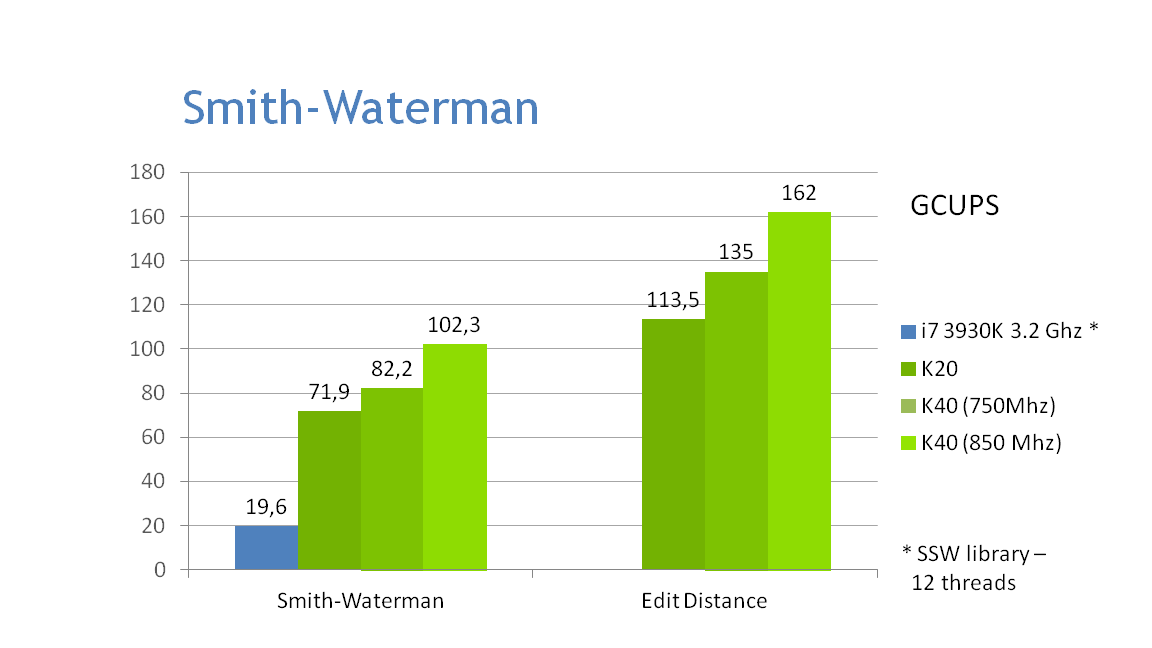 Smith-Waterman
180
160
140
120
100
80
60
40
20
0
19,6
71,9
82,2
102,3
113,5
135
162
Smith-Waterman
Edit Distance
GCUPS
i7 3930K 3.2 Ghz *
K20
K40 (750Mhz)
K40 (850 Mhz)
* SSW library –
12 threads